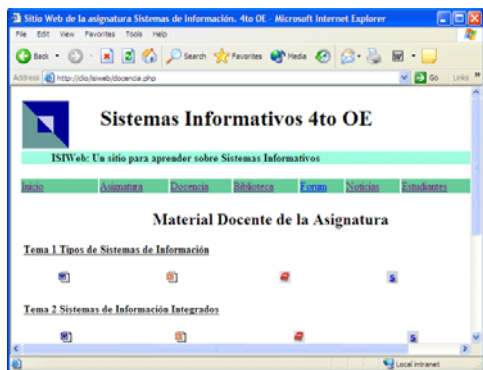 Sitio Web de la asignatura Sistemas de Información. 4to OE - Microsoft Internet Explorer
File Edit View Favorites Tools Help
Back Search Favorites Media
Address http://dio/isiweb/docencia.php Go Links »
Sistemas Informativos 4to OE
ISIWeb: Un sitio para aprender sobre Sistemas Informativos
Inicio Asignatura Docencia Biblioteca Forum Noticias Estudiantes
Material Docente de la Asignatura
Tema 1 Tipos de Sistemas de Información
Tema 2 Sistemas de Información Integrados
Local intranet